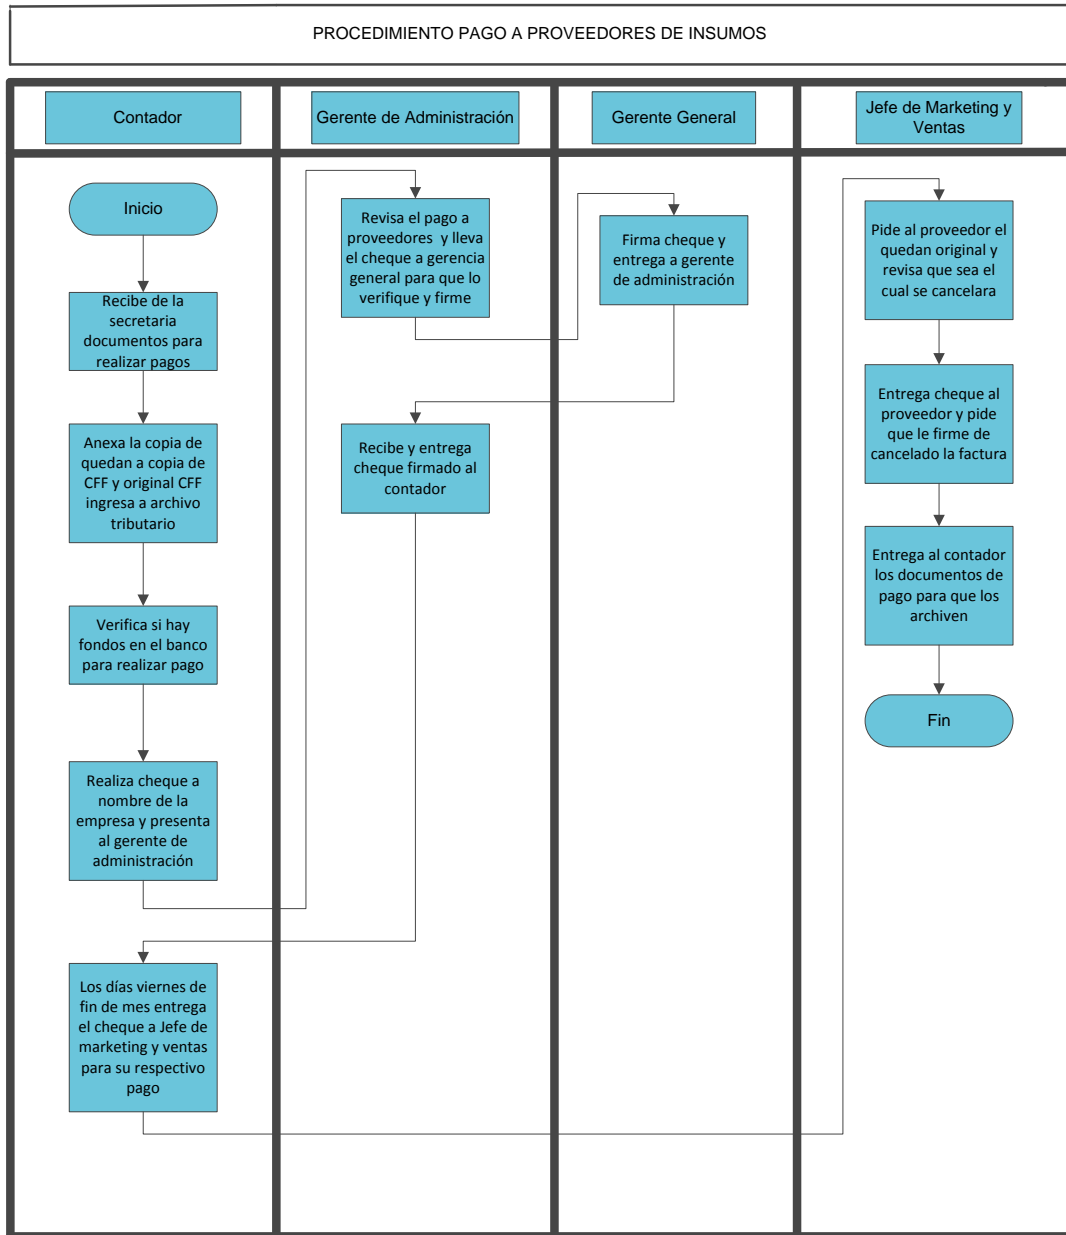 PROCEDIMIENTO PAGO A PROVEEDORES DE INSUMOS
Contador
Gerente de Administración
Gerente General
Jefe de Marketing y
Ventas
Inicio
Recibe de la
secretaria
documentos para
realizar pagos
Anexa la copia de
quedan a copia de
CFF y original CFF
ingresa a archivo
tributario
Verifica si hay
fondos en el banco
para realizar pago
Realiza cheque a
nombre de la
empresa y presenta
al gerente de
administración
Los días viernes de
fin de mes entrega
el cheque a Jefe de
marketing y ventas
para su respectivo
pago
Revisa el pago a
proveedores y lleva
el cheque a gerencia
general para que lo
verifique y firme
Recibe y entrega
cheque firmado al
contador
Firma cheque y
entrega a gerente
de administración
Pide al proveedor el
quedan original y
revisa que sea el
cual se cancelara
Entrega cheque al
proveedor y pide
que le firme de
cancelado la factura
Entrega al contador
los documentos de
pago para que los
archiven
Fin